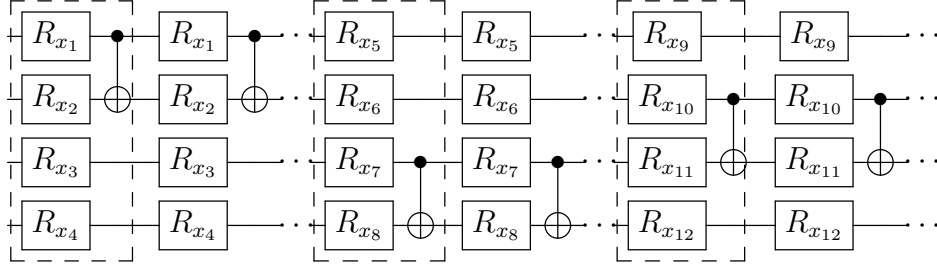 R_{x_1} R_{x_1} ··· R_{x_5} R_{x_5} ··· R_{x_9} R_{x_9} ···
R_{x_2} R_{x_2} ··· R_{x_6} R_{x_6} ··· R_{x_{10}} R_{x_{10}} ···
R_{x_3} R_{x_3} ··· R_{x_7} R_{x_7} ··· R_{x_{11}} R_{x_{11}} ···
R_{x_4} R_{x_4} ··· R_{x_8} R_{x_8} ··· R_{x_{12}} R_{x_{12}} ···